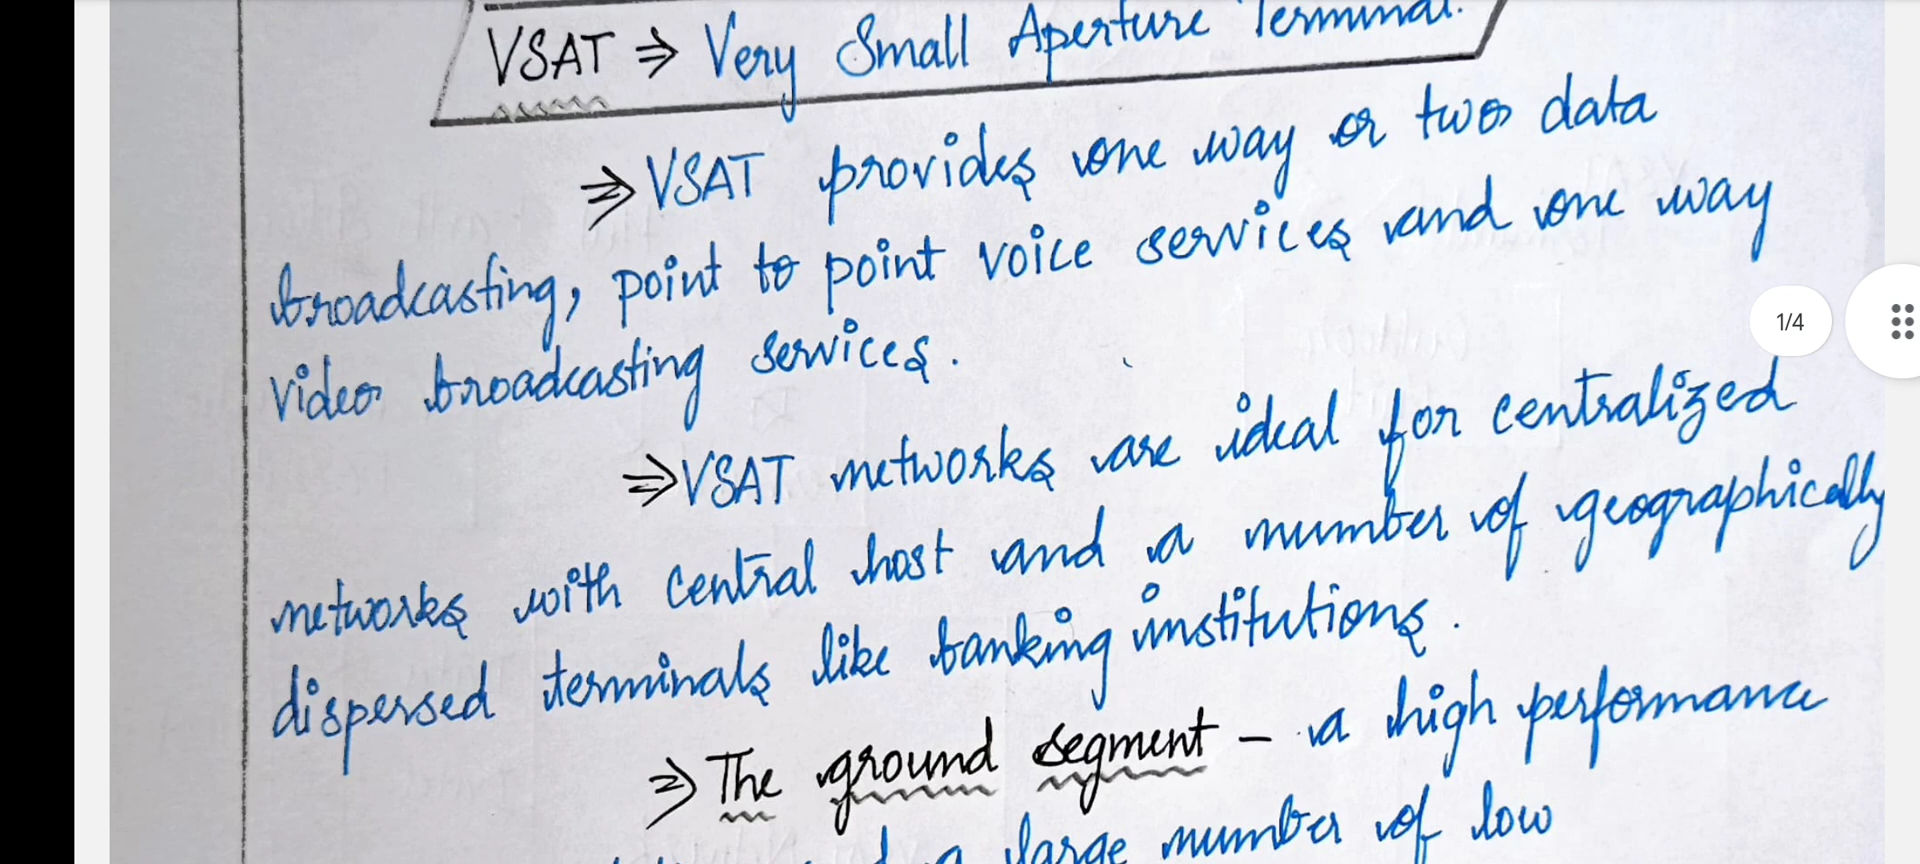 VSAT ⇒ Very Small Aperture Terminal.
⇒ VSAT provides one way or two data
broadcasting, point to point voice services and one way
video broadcasting services.
⇒ VSAT networks are ideal for centralized
networks with central host and a number of geographically
dispersed terminals like banking institutions.
⇒ The ground segment - a high performance
large number of low
1/4